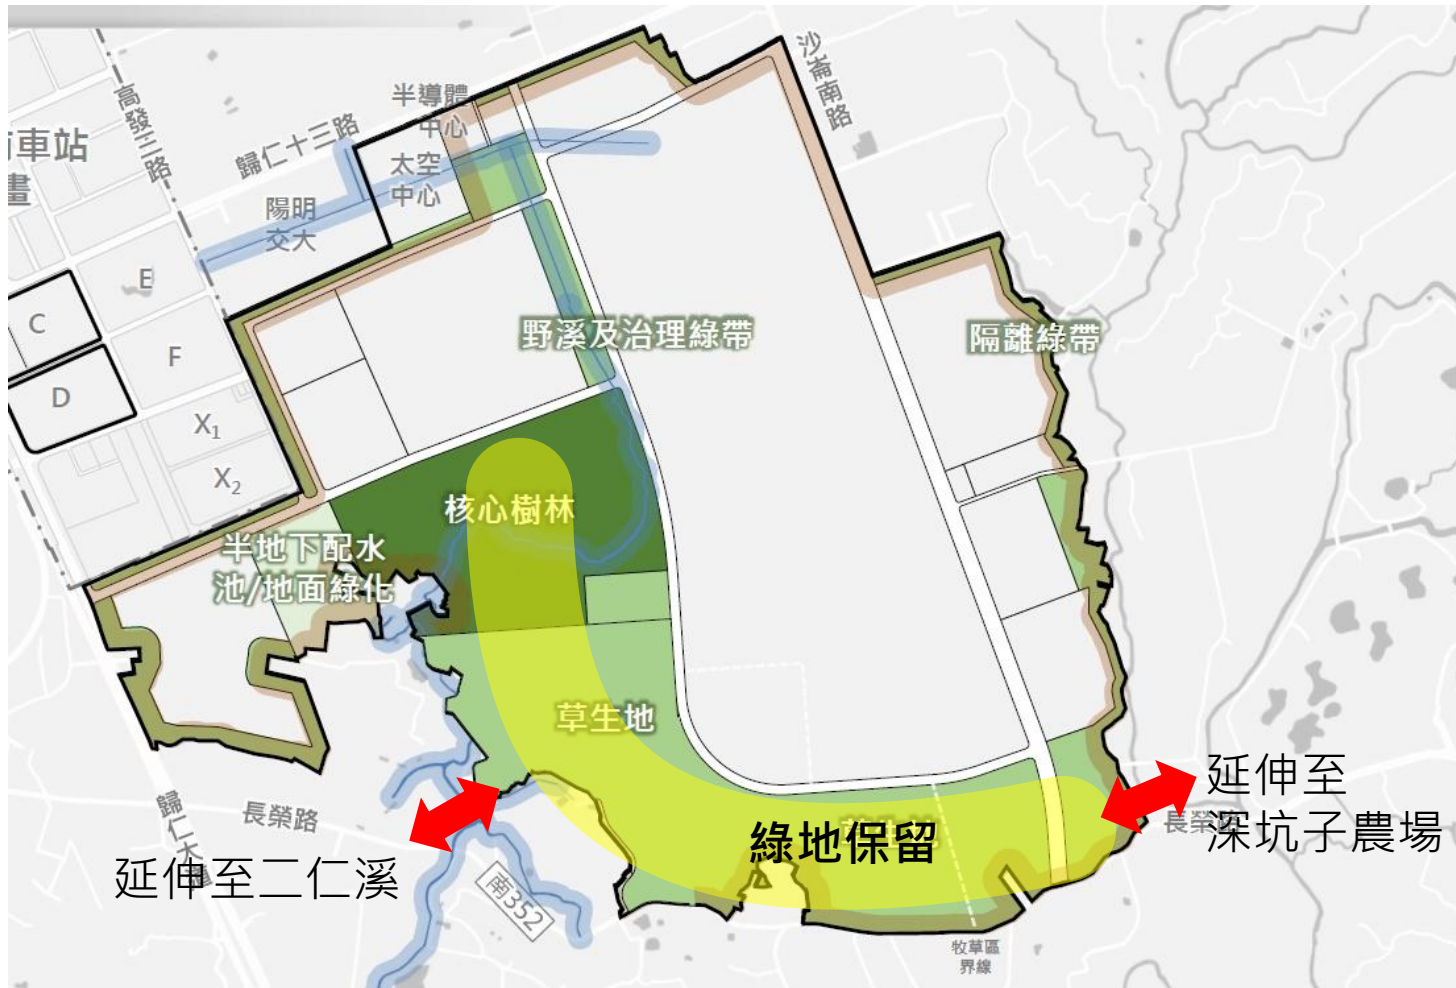 沙崙南路
半導體
中心
高發三路
車站
畫
歸仁十三路
太空
中心
陽明
交大
E
C
F
D
野溪及治理綠帶
隔離綠帶
X₁
X₂
核心樹林
半地下配水
池/地面綠化
草生地
延伸至
深坑子農場
長榮路
長榮
歸仁大道
綠地保留
延伸至二仁溪
南352
牧草區
界線